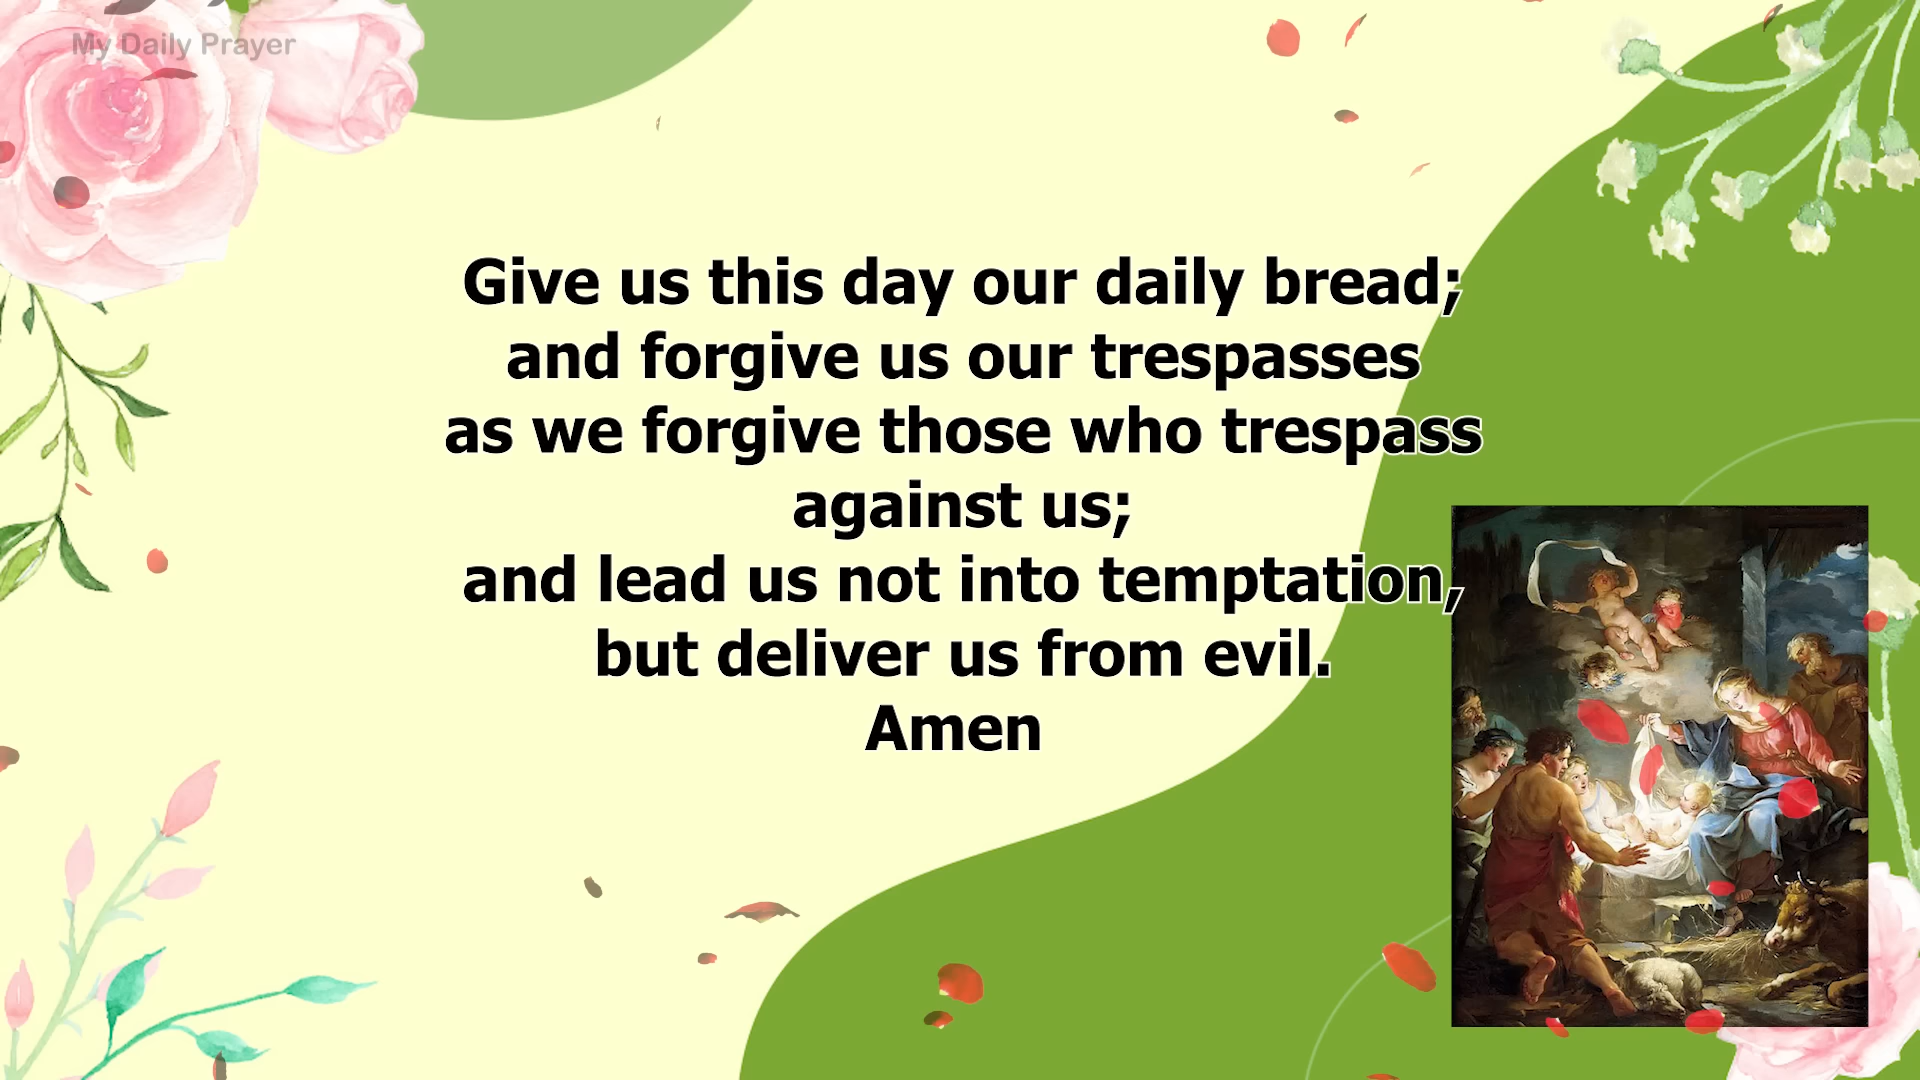 My Daily Prayer
Give us this day our daily bread;
and forgive us our trespasses
as we forgive those who trespass
against us;
and lead us not into temptation,
but deliver us from evil.
Amen